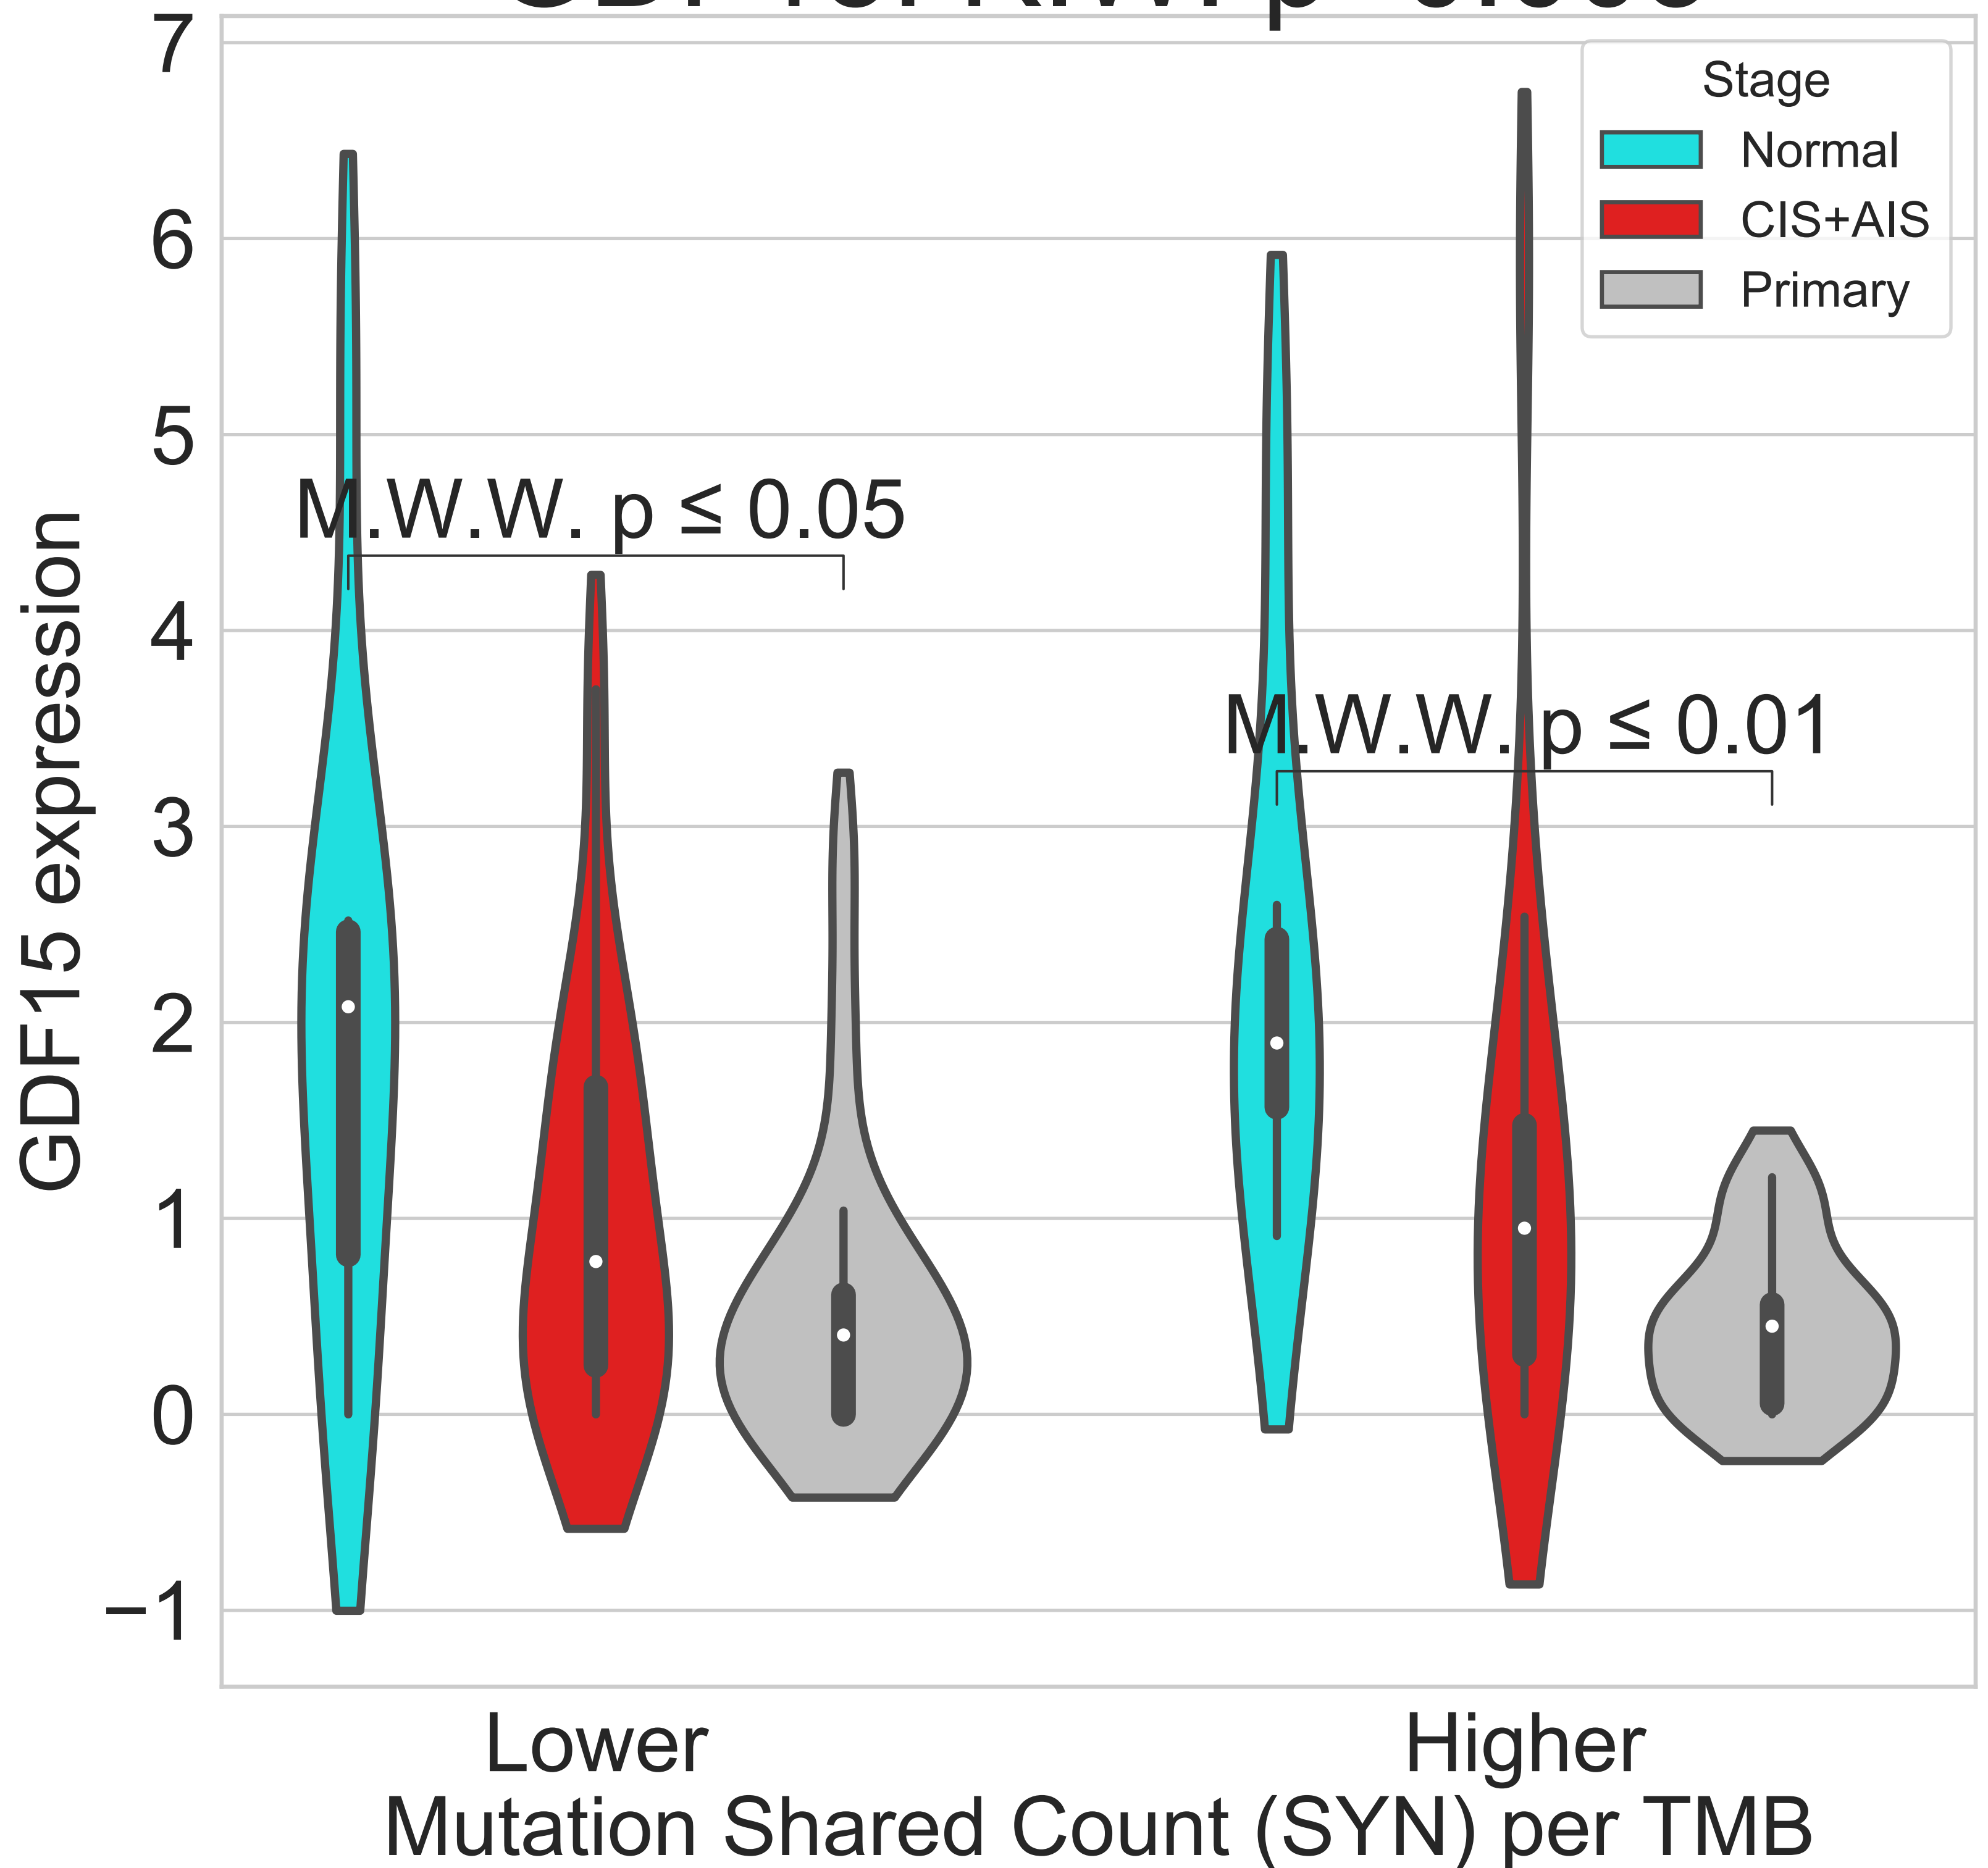 7
6
5
4
3
2
1
0
−1
GDF15 expression
Stage
Normal
CIS+AIS
Primary
M.W.W. p ≤ 0.05
M.W.W. p ≤ 0.01
Lower
Higher
Mutation Shared Count (SYN) per TMB